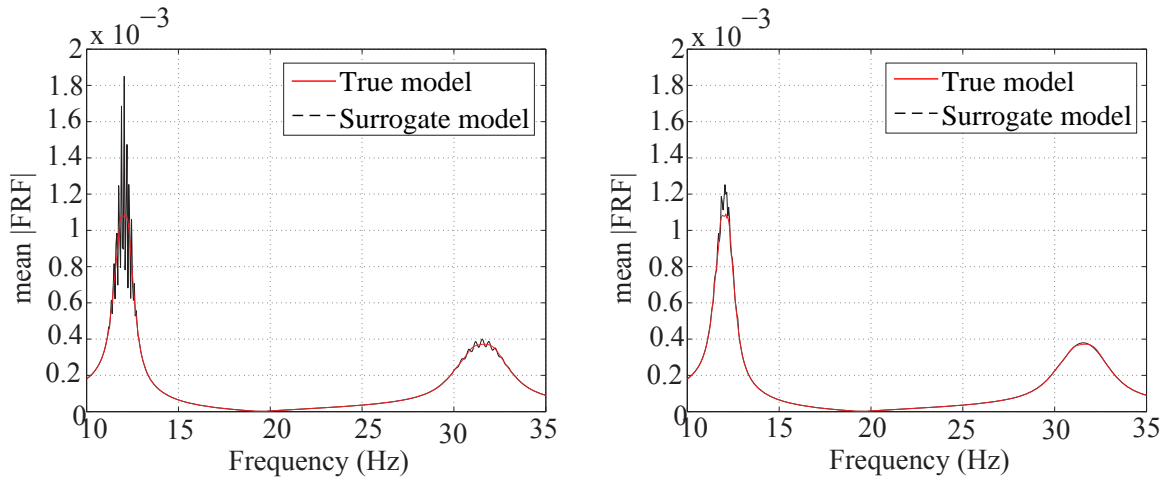 x 10−3
2
1.8
1.6
1.4
1.2
1
0.8
0.6
0.4
0.2
0
10 15 20 25 30 35
Frequency (Hz)
mean |FRF|
True model
Surrogate model
x 10−3
2
1.8
1.6
1.4
1.2
1
0.8
0.6
0.4
0.2
0
10 15 20 25 30 35
Frequency (Hz)
mean |FRF|
True model
Surrogate model